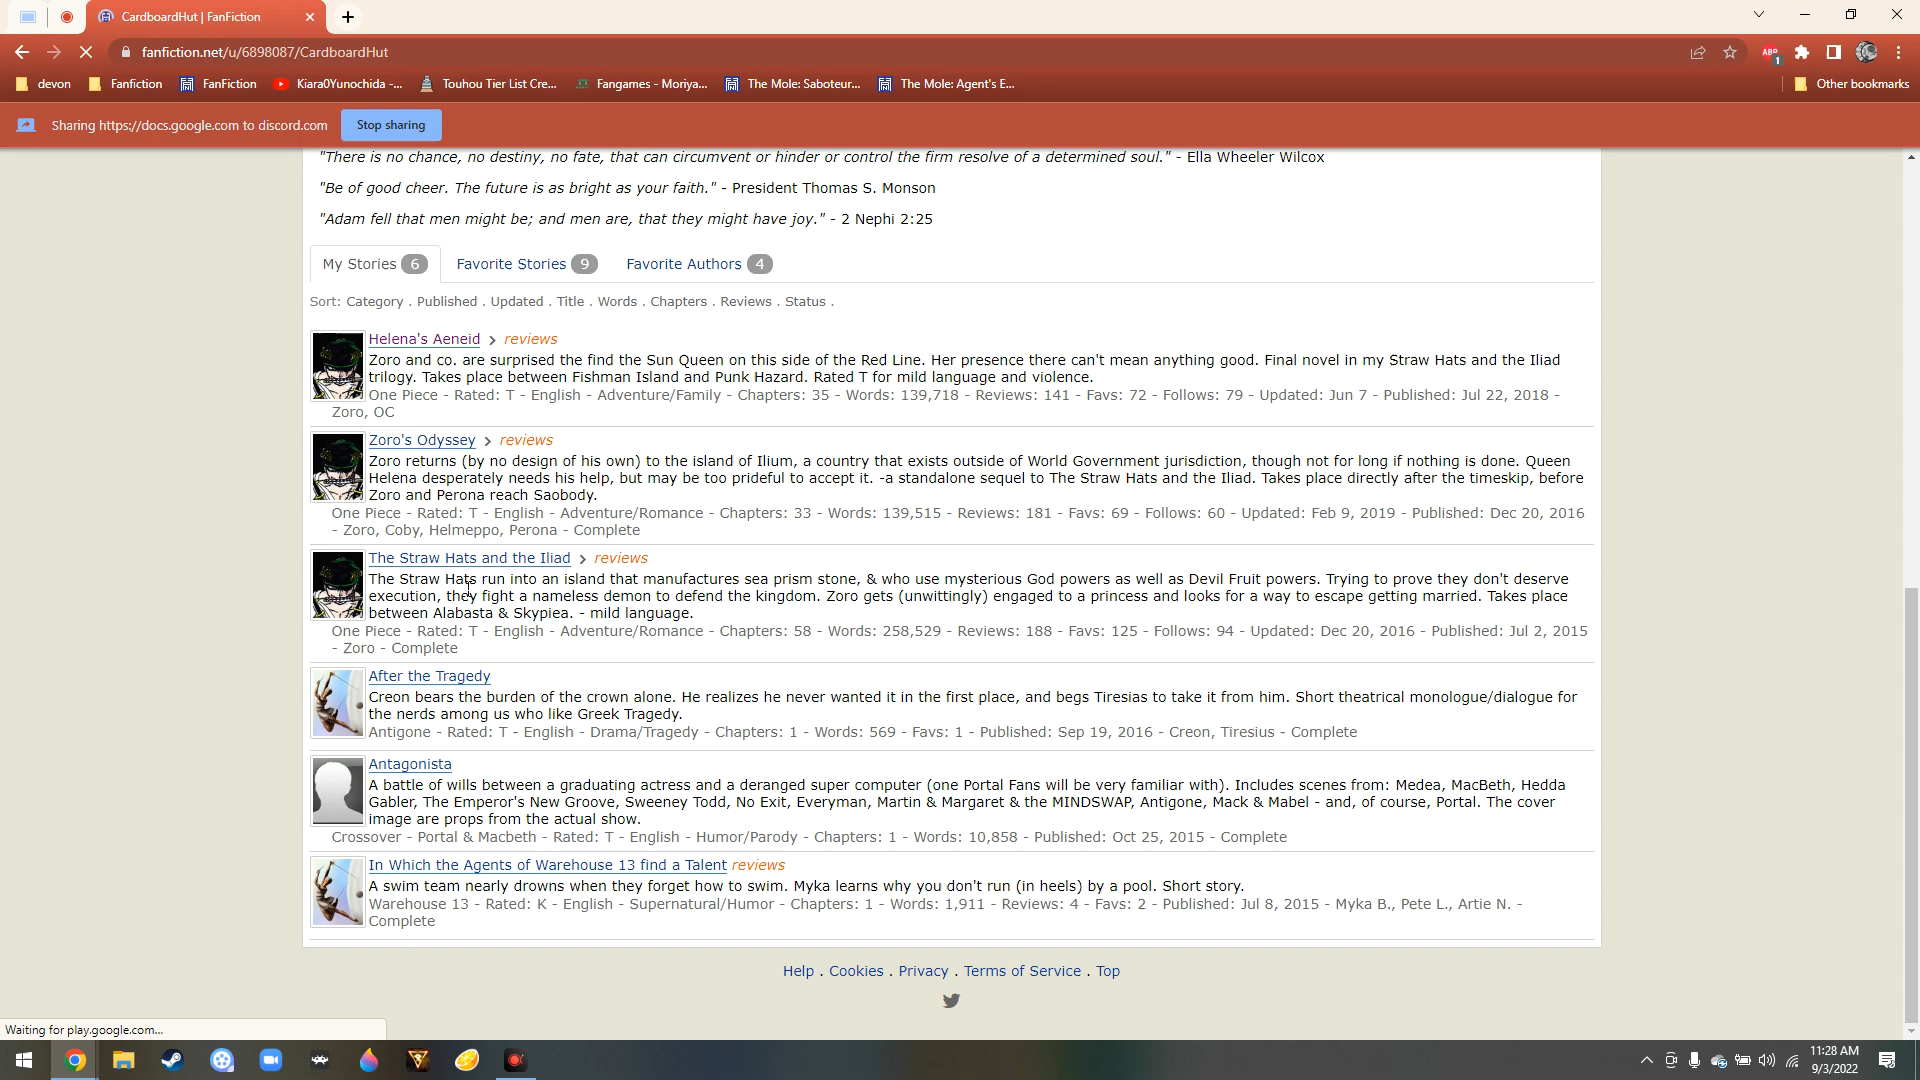 CardboardHut | FanFiction
fanfiction.net/u/6898087/CardboardHut
ABP
1
devon
Fanfiction
FanFiction
Kiara0Yunochida -...
Touhou Tier List Cre...
Fangames - Moriya...
The Mole: Saboteur...
The Mole: Agent's E...
Other bookmarks
Sharing https://docs.google.com to discord.com
Stop sharing
"There is no chance, no destiny, no fate, that can circumvent or hinder or control the firm resolve of a determined soul." - Ella Wheeler Wilcox
"Be of good cheer. The future is as bright as your faith." - President Thomas S. Monson
"Adam fell that men might be; and men are, that they might have joy." - 2 Nephi 2:25
My Stories 6
Favorite Stories 9
Favorite Authors 4
Sort: Category . Published . Updated . Title . Words . Chapters . Reviews . Status .
Helena's Aeneid > reviews
Zoro and co. are surprised the find the Sun Queen on this side of the Red Line. Her presence there can't mean anything good. Final novel in my Straw Hats and the Iliad
trilogy. Takes place between Fishman Island and Punk Hazard. Rated T for mild language and violence.
One Piece - Rated: T - English - Adventure/Family - Chapters: 35 - Words: 139,718 - Reviews: 141 - Favs: 72 - Follows: 79 - Updated: Jun 7 - Published: Jul 22, 2018 -
Zoro, OC
Zoro's Odyssey > reviews
Zoro returns (by no design of his own) to the island of Ilium, a country that exists outside of World Government jurisdiction, though not for long if nothing is done. Queen
Helena desperately needs his help, but may be too prideful to accept it. -a standalone sequel to The Straw Hats and the Iliad. Takes place directly after the timeskip, before
Zoro and Perona reach Saobody.
One Piece - Rated: T - English - Adventure/Romance - Chapters: 33 - Words: 139,515 - Reviews: 181 - Favs: 69 - Follows: 60 - Updated: Feb 9, 2019 - Published: Dec 20, 2016
- Zoro, Coby, Helmeppo, Perona - Complete
The Straw Hats and the Iliad > reviews
The Straw Hats run into an island that manufactures sea prism stone, & who use mysterious God powers as well as Devil Fruit powers. Trying to prove they don't deserve
execution, they fight a nameless demon to defend the kingdom. Zoro gets (unwittingly) engaged to a princess and looks for a way to escape getting married. Takes place
between Alabasta & Skypiea. - mild language.
One Piece - Rated: T - English - Adventure/Romance - Chapters: 58 - Words: 258,529 - Reviews: 188 - Favs: 125 - Follows: 94 - Updated: Dec 20, 2016 - Published: Jul 2, 2015
- Zoro - Complete
After the Tragedy
Creon bears the burden of the crown alone. He realizes he never wanted it in the first place, and begs Tiresias to take it from him. Short theatrical monologue/dialogue for
the nerds among us who like Greek Tragedy.
Antigone - Rated: T - English - Drama/Tragedy - Chapters: 1 - Words: 569 - Favs: 1 - Published: Sep 19, 2016 - Creon, Tiresius - Complete
Antagonista
A battle of wills between a graduating actress and a deranged super computer (one Portal Fans will be very familiar with). Includes scenes from: Medea, MacBeth, Hedda
Gabler, The Emperor's New Groove, Sweeney Todd, No Exit, Everyman, Martin & Margaret & the MINDSWAP, Antigone, Mack & Mabel - and, of course, Portal. The cover
image are props from the actual show.
Crossover - Portal & Macbeth - Rated: T - English - Humor/Parody - Chapters: 1 - Words: 10,858 - Published: Oct 25, 2015 - Complete
In Which the Agents of Warehouse 13 find a Talent reviews
A swim team nearly drowns when they forget how to swim. Myka learns why you don't run (in heels) by a pool. Short story.
Warehouse 13 - Rated: K - English - Supernatural/Humor - Chapters: 1 - Words: 1,911 - Reviews: 4 - Favs: 2 - Published: Jul 8, 2015 - Myka B., Pete L., Artie N. -
Complete
Help . Cookies . Privacy . Terms of Service . Top
Waiting for play.google.com...
11:28 AM
9/3/2022